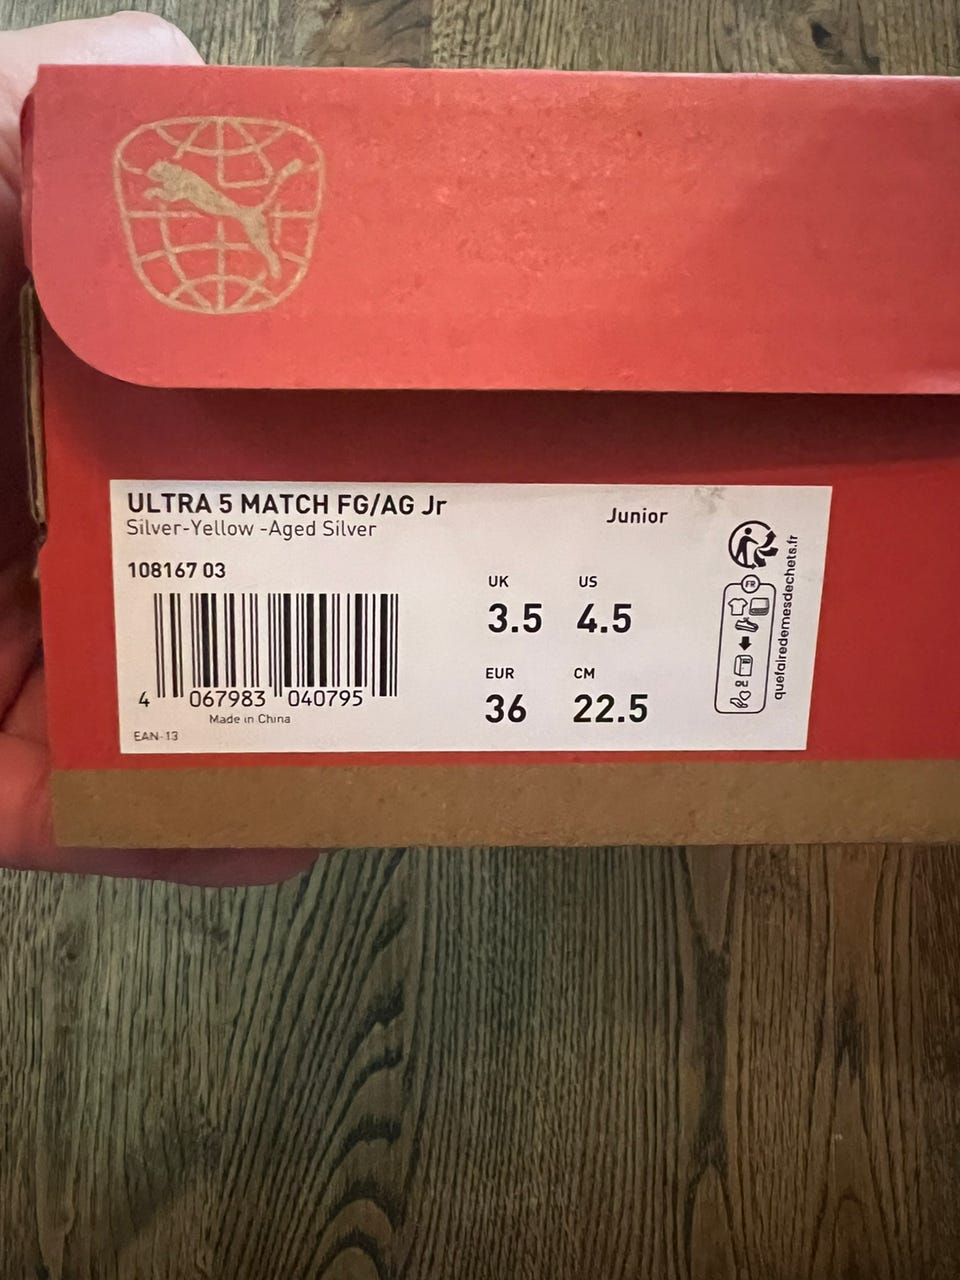 ULTRA 5 MATCH FG/AG Jr
Silver-Yellow -Aged Silver
Junior
108167 03
UK US
3.5 4.5
EUR CM
36 22.5
4 067983 040795
Made in China
EAN-13
FR
OU
quefairedemesdechets.fr